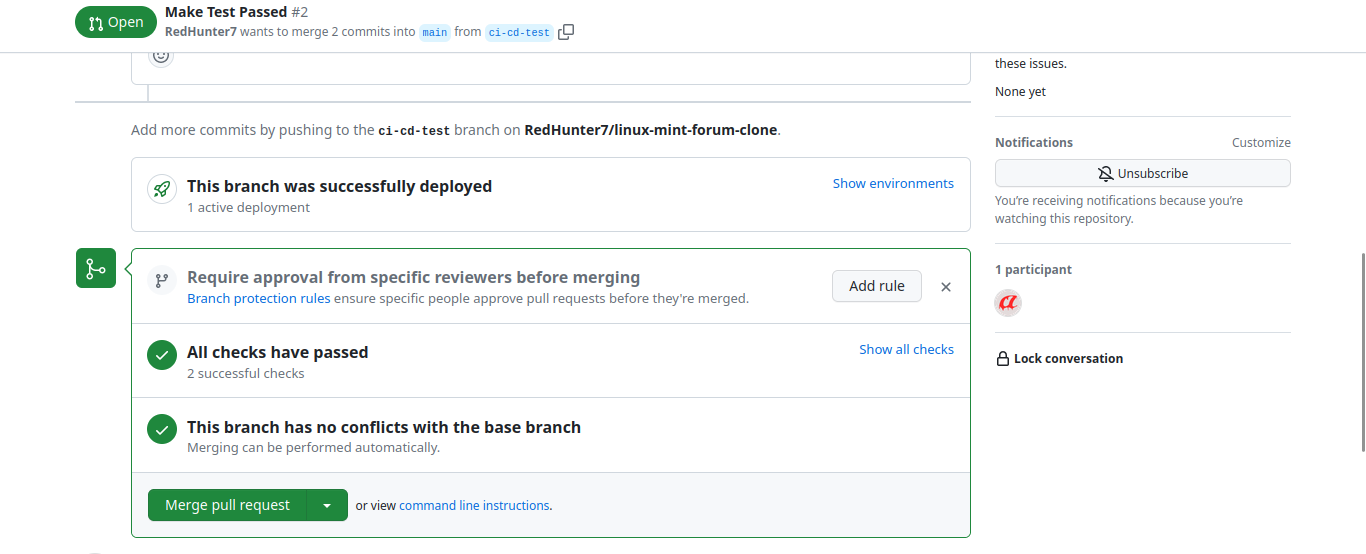 Open
Make Test Passed #2
RedHunter7 wants to merge 2 commits into main from ci-cd-test
Add more commits by pushing to the ci-cd-test branch on RedHunter7/linux-mint-forum-clone.
This branch was successfully deployed
Show environments
1 active deployment
Require approval from specific reviewers before merging
Branch protection rules ensure specific people approve pull requests before they're merged.
Add rule
All checks have passed
Show all checks
2 successful checks
This branch has no conflicts with the base branch
Merging can be performed automatically.
Merge pull request
or view command line instructions.
these issues.
None yet
Notifications
Customize
Unsubscribe
You're receiving notifications because you're
watching this repository.
1 participant
Lock conversation